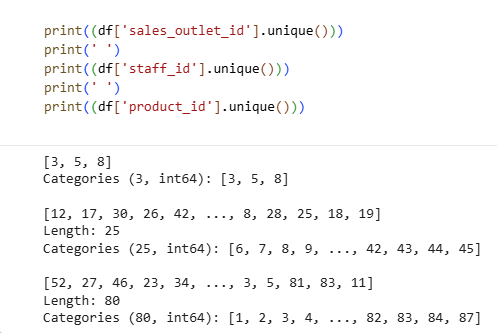 print((df['sales_outlet_id'].unique()))
print(' ')
print((df['staff_id'].unique()))
print(' ')
print((df['product_id'].unique()))
[3, 5, 8]
Categories (3, int64): [3, 5, 8]
[12, 17, 30, 26, 42, ..., 8, 28, 25, 18, 19]
Length: 25
Categories (25, int64): [6, 7, 8, 9, ..., 42, 43, 44, 45]
[52, 27, 46, 23, 34, ..., 3, 5, 81, 83, 11]
Length: 80
Categories (80, int64): [1, 2, 3, 4, ..., 82, 83, 84, 87]